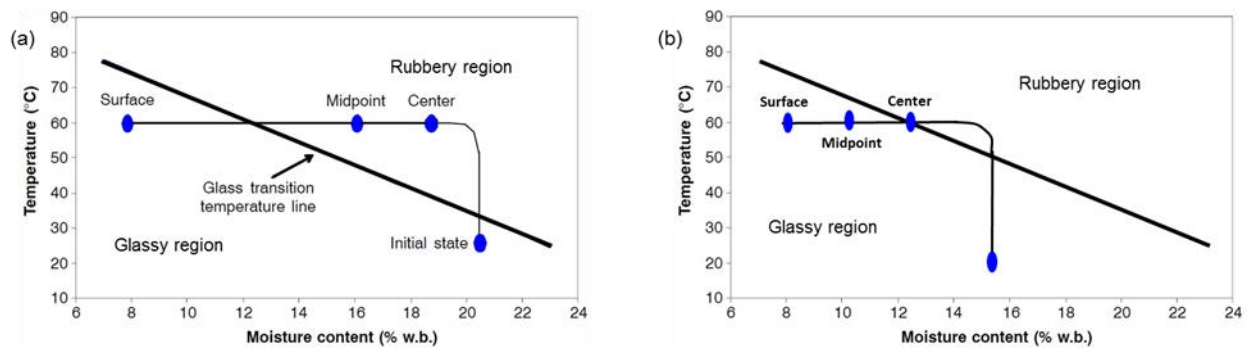 (a)
90
80
70
60
50
40
30
20
10
Temperature (°C)
Rubbery region
Surface
Midpoint
Center
Glass transition
temperature line
Glassy region
Initial state
6 8 10 12 14 16 18 20 22 24
Moisture content (% w.b.)
(b)
90
80
70
60
50
40
30
20
10
Temperature (°C)
Rubbery region
Surface
Center
Midpoint
Glassy region
6 8 10 12 14 16 18 20 22 24
Moisture content (% w.b.)